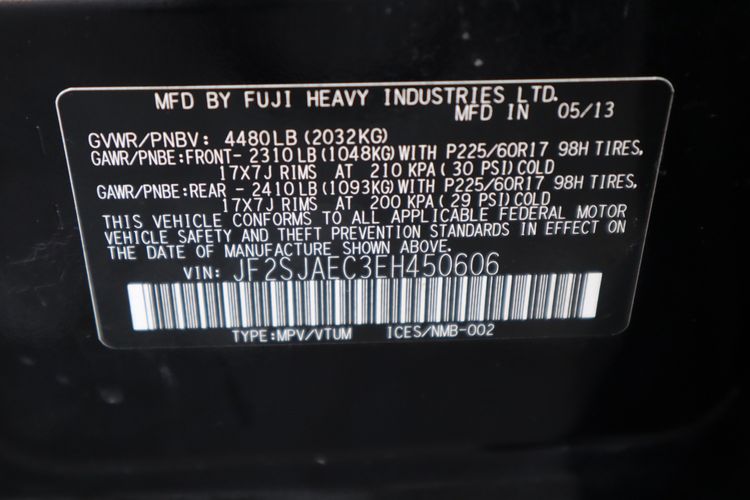 MFD BY FUJI HEAVY INDUSTRIES LTD.
MFD IN 05/13
GVWR/PNBV: 4480LB(2032KG)
GAWR/PNBE:FRONT- 2310LB(1048KG)WITH P225/60R17 98H TIRES,
17X7J RIMS AT 210 KPA(30 PSI)COLD
GAWR/PNBE:REAR - 2410LB(1093KG)WITH P225/60R17 98H TIRES,
17X7J RIMS AT 200 KPA(29 PSI)COLD
THIS VEHICLE CONFORMS TO ALL APPLICABLE FEDERAL MOTOR
VEHICLE SAFETY AND THEFT PREVENTION STANDARDS IN EFFECT ON
THE DATE OF MANUFACTURE SHOWN ABOVE.
VIN: JF2SJAEC3EH450606
TYPE:MPV/VTUM ICES/NMB-002